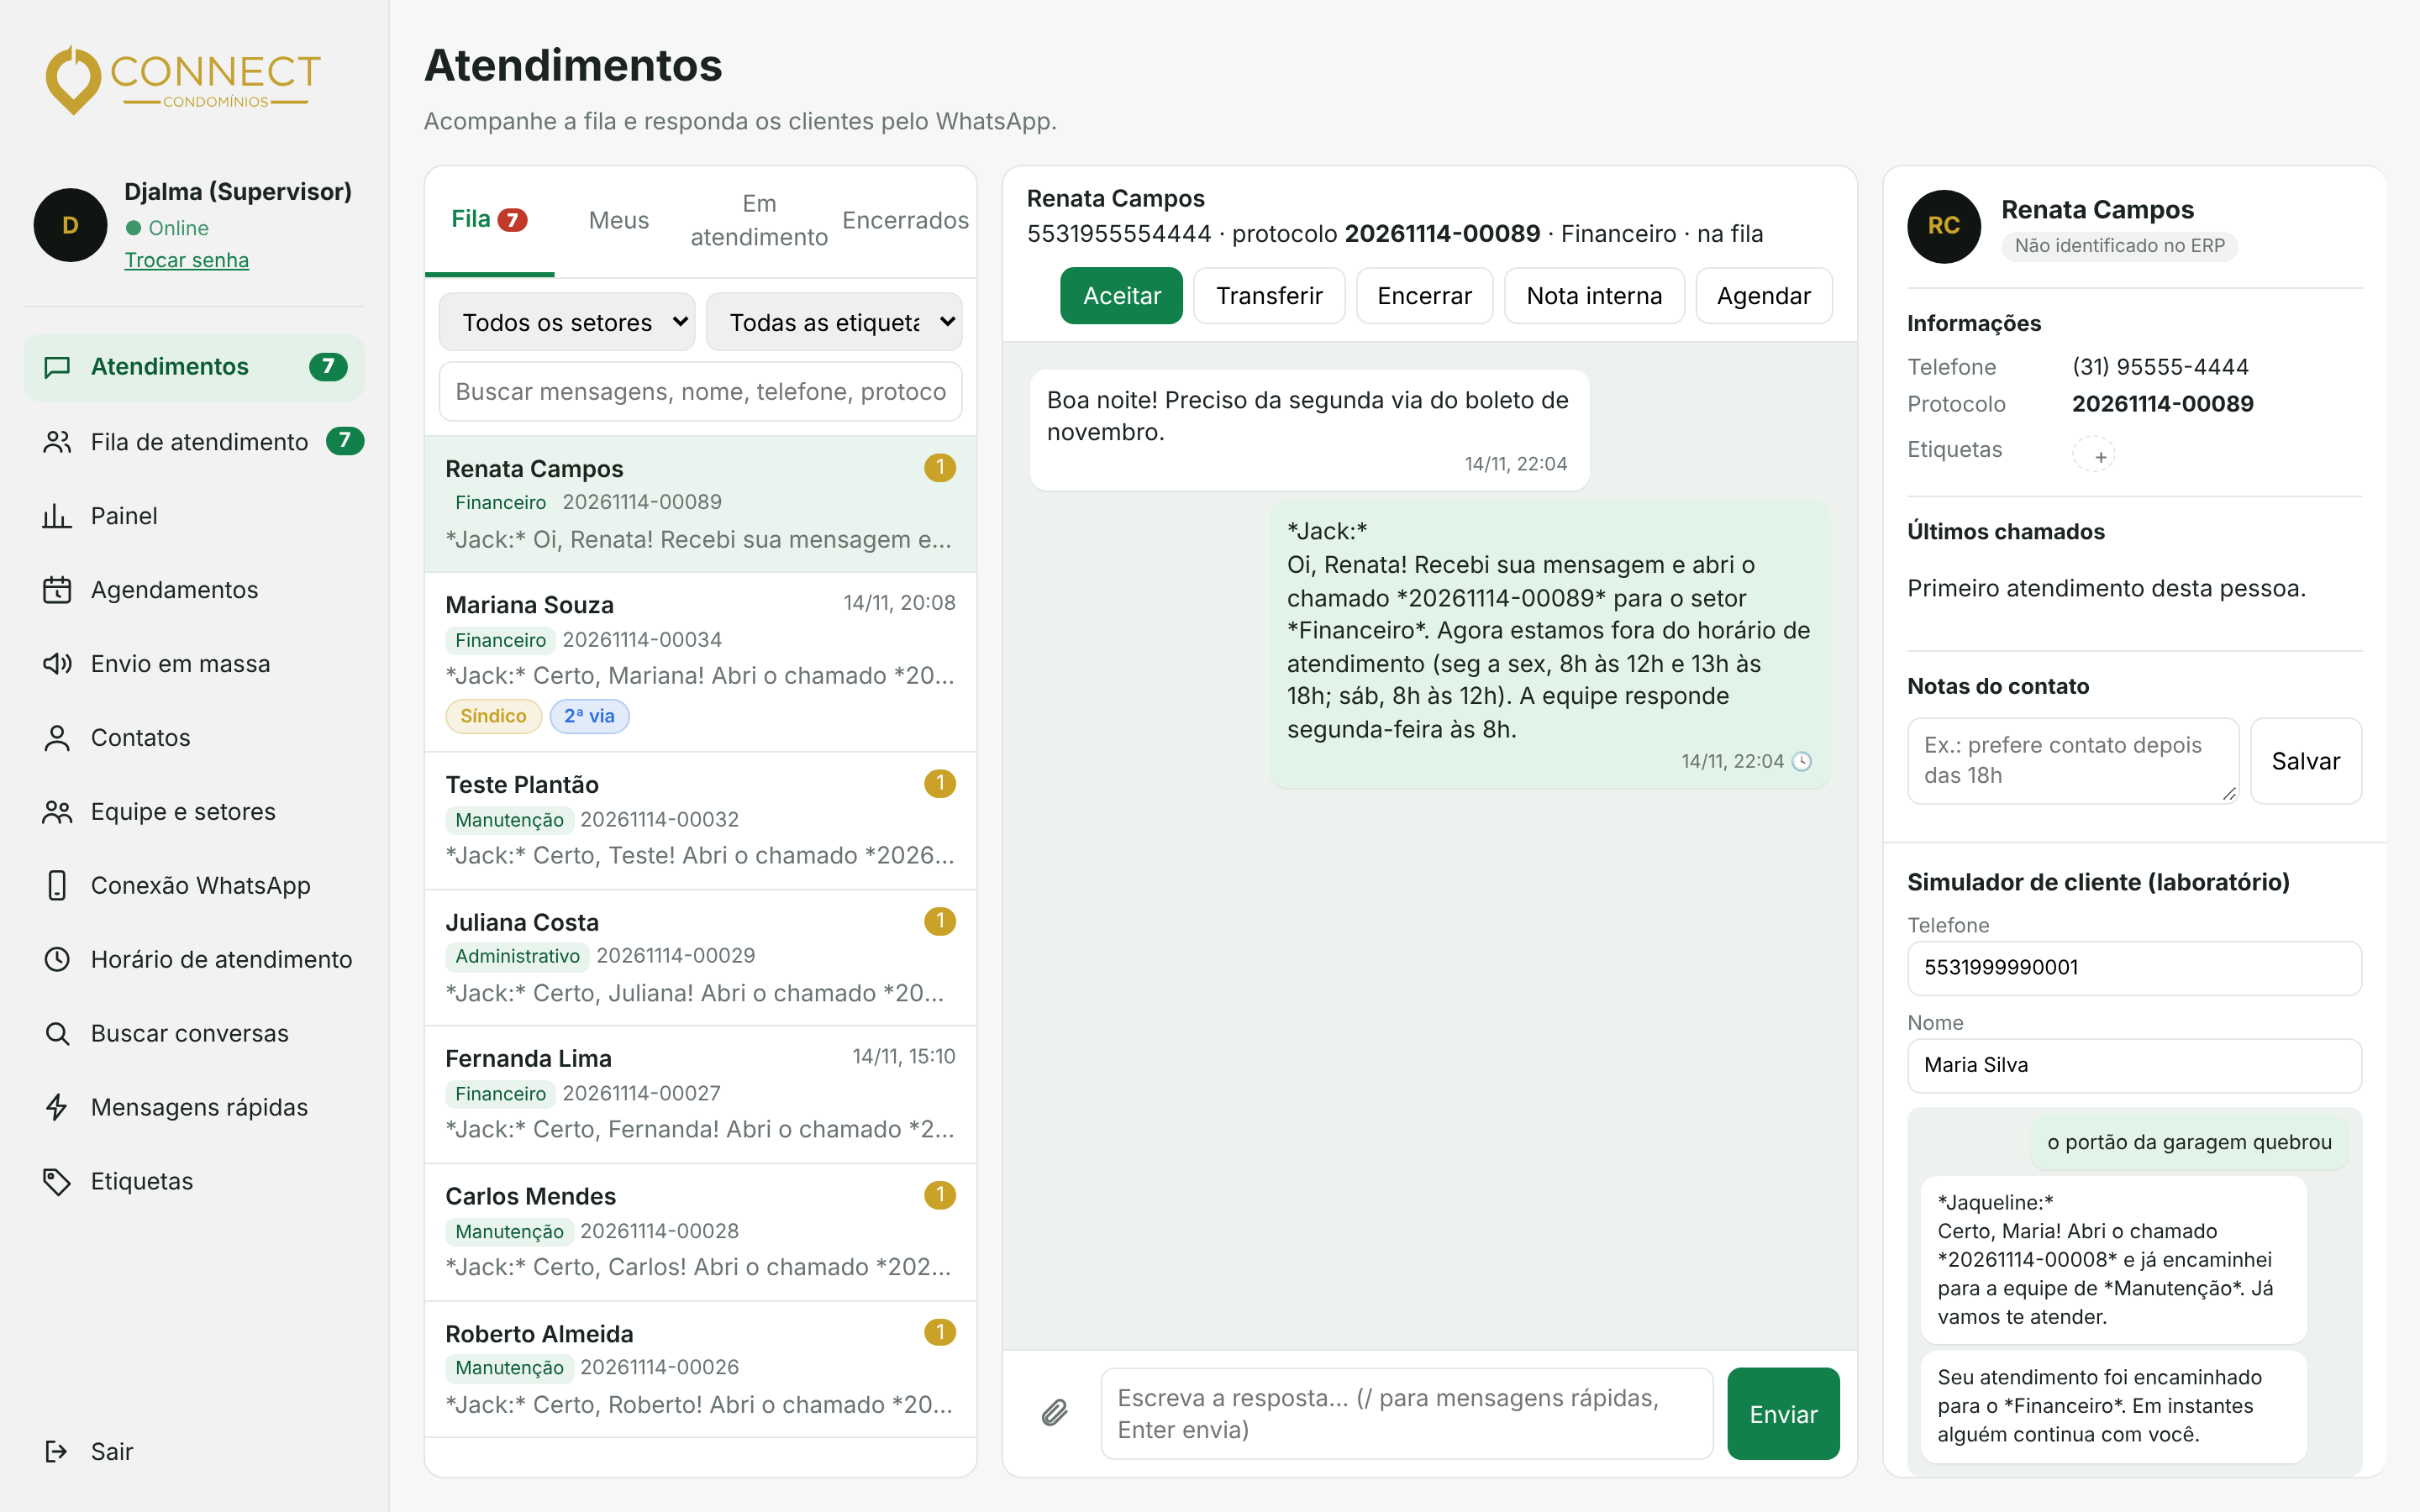 CONNECT
CONDOMÍNIOS
D
Djalma (Supervisor)
Online
Trocar senha
Atendimentos 7
Fila de atendimento 7
Painel
Agendamentos
Envio em massa
Contatos
Equipe e setores
Conexão WhatsApp
Horário de atendimento
Buscar conversas
Mensagens rápidas
Etiquetas
Sair
Atendimentos
Acompanhe a fila e responda os clientes pelo WhatsApp.
Fila 7
Meus
Em
atendimento
Encerrados
Todos os setores
Todas as etiqueta
Buscar mensagens, nome, telefone, protoco
Renata Campos 1
Financeiro 20261114-00089
*Jack:* Oi, Renata! Recebi sua mensagem e...
Mariana Souza 14/11, 20:08
Financeiro 20261114-00034
*Jack:* Certo, Mariana! Abri o chamado *20...
Síndico 2ª via
Teste Plantão 1
Manutenção 20261114-00032
*Jack:* Certo, Teste! Abri o chamado *2026...
Juliana Costa 1
Administrativo 20261114-00029
*Jack:* Certo, Juliana! Abri o chamado *20...
Fernanda Lima 14/11, 15:10
Financeiro 20261114-00027
*Jack:* Certo, Fernanda! Abri o chamado *2...
Carlos Mendes 1
Manutenção 20261114-00028
*Jack:* Certo, Carlos! Abri o chamado *202...
Roberto Almeida 1
Manutenção 20261114-00026
*Jack:* Certo, Roberto! Abri o chamado *20...
Renata Campos
5531955554444 · protocolo 20261114-00089 · Financeiro · na fila
Aceitar
Transferir
Encerrar
Nota interna
Agendar
Boa noite! Preciso da segunda via do boleto de
novembro.
14/11, 22:04
*Jack:*
Oi, Renata! Recebi sua mensagem e abri o
chamado *20261114-00089* para o setor
*Financeiro*. Agora estamos fora do horário de
atendimento (seg a sex, 8h às 12h e 13h às
18h; sáb, 8h às 12h). A equipe responde
segunda-feira às 8h.
14/11, 22:04
Escreva a resposta... (/ para mensagens rápidas,
Enter envia)
Enviar
RC
Renata Campos
Não identificado no ERP
Informações
Telefone (31) 95555-4444
Protocolo 20261114-00089
Etiquetas +
Últimos chamados
Primeiro atendimento desta pessoa.
Notas do contato
Ex.: prefere contato depois
das 18h
Salvar
Simulador de cliente (laboratório)
Telefone
5531999990001
Nome
Maria Silva
o portão da garagem quebrou
*Jaqueline:*
Certo, Maria! Abri o chamado
*20261114-00008* e já encaminhei
para a equipe de *Manutenção*. Já
vamos te atender.
Seu atendimento foi encaminhado
para o *Financeiro*. Em instantes
alguém continua com você.